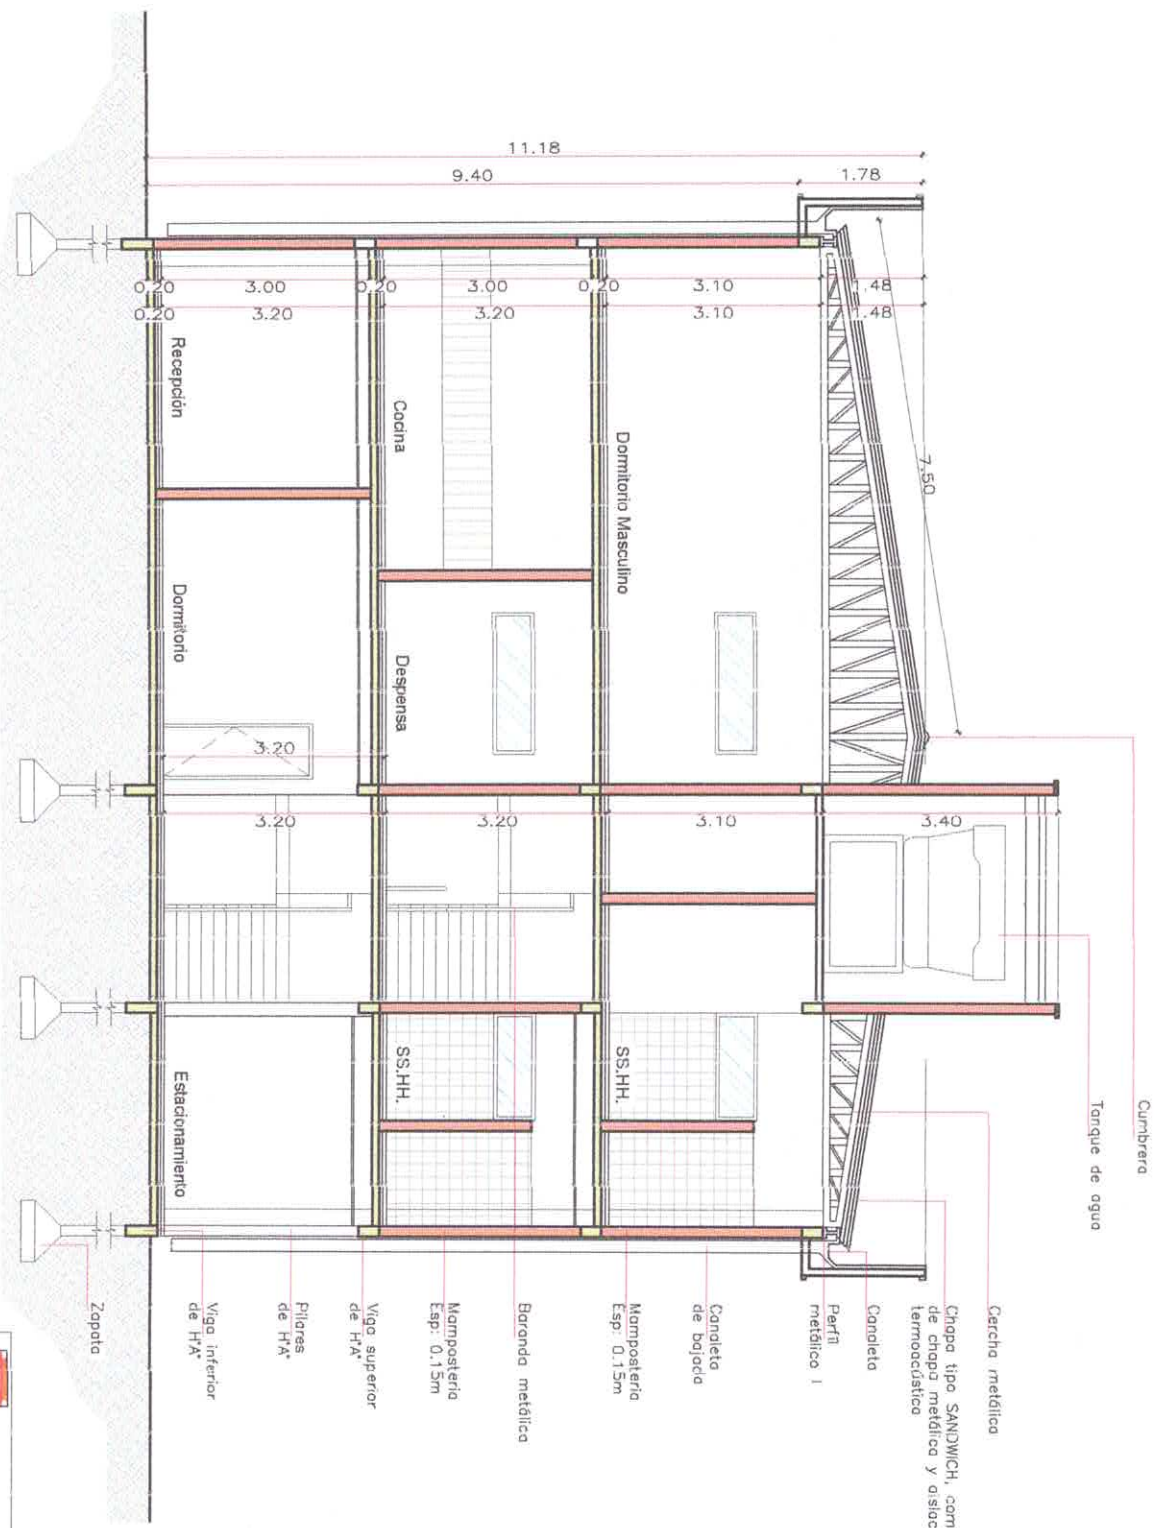 Cumbrera
Tanque de agua
Cercha metálica
Chapa tipo SANDWICH, com
de chapa metálica y aislac
termoacústica
Canaleta
Perfil
metálico I
Canaleta
de bajada
Mamposteria
Esp: 0.15m
Baranda metálica
Mamposteria
Esp: 0.15m
Viga superior
de H°A°
Pilares
de H°A°
Viga inferior
de H°A°
Zapata
11.18
9.40
1.78
7.50
0.20
3.00
0.20
3.00
0.20
3.10
1.48
0.20
3.20
3.20
3.10
1.48
3.20
3.20
3.20
3.10
3.40
Dormitorio Masculino
SS.HH.
Cocina
Despensa
SS.HH.
Recepción
Dormitorio
Estacionamiento